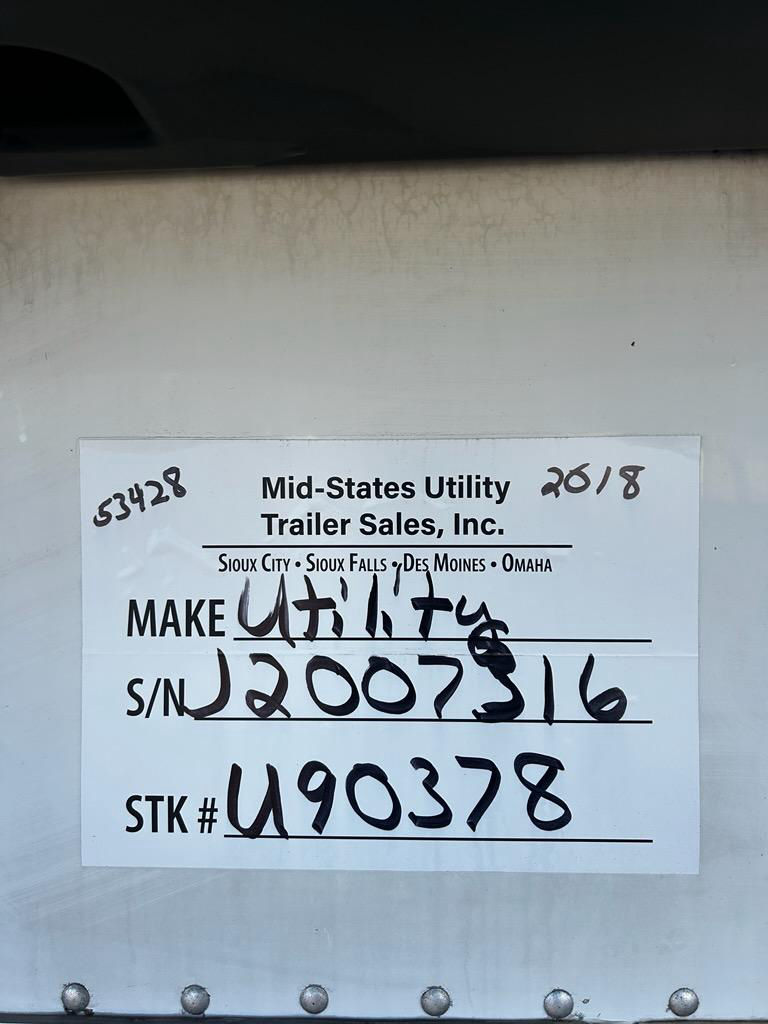 53428
Mid-States Utility 2018
Trailer Sales, Inc.
Sioux City • Sioux Falls • Des Moines • Omaha
MAKE Utility
S/N J2007316
STK # U90378